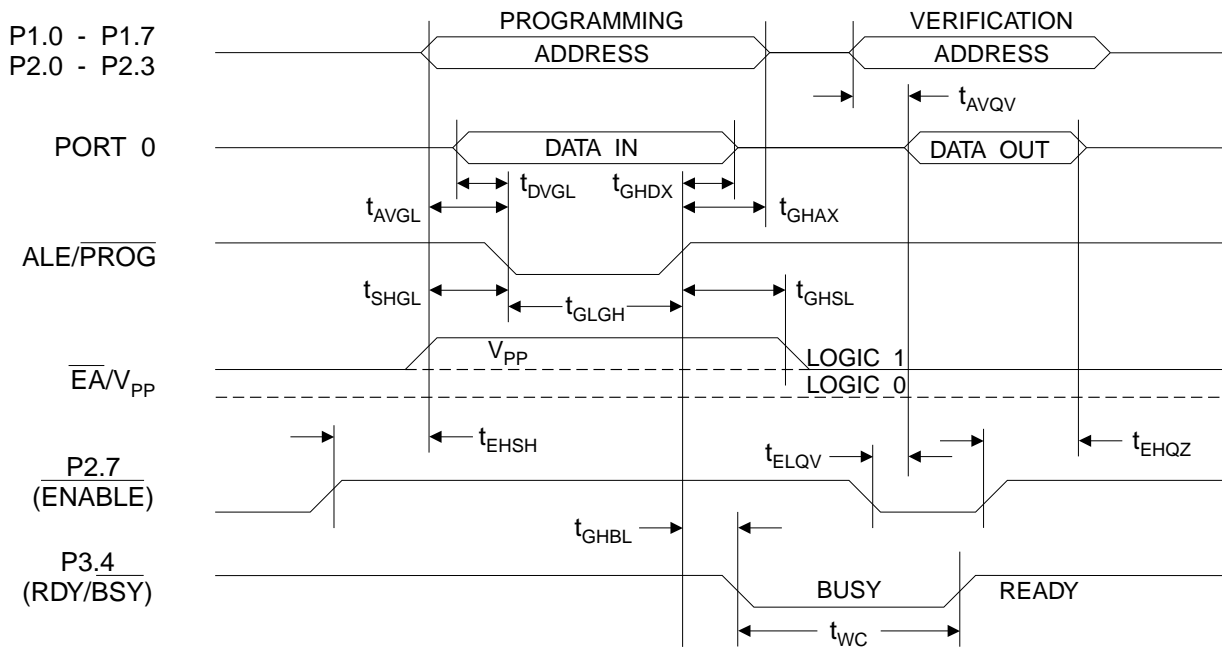 PROGRAMMING
VERIFICATION
P1.0 - P1.7
P2.0 - P2.3
ADDRESS
ADDRESS
tAVQV
PORT 0
DATA IN
DATA OUT
tDVGL
tGHDX
tAVGL
tGHAX
ALE/PROG
tSHGL
tGLGH
tGHSL
EA/VPP
VPP
LOGIC 1
LOGIC 0
tEHSH
tELQV
tEHQZ
P2.7
(ENABLE)
tGHBL
P3.4
(RDY/BSY)
BUSY
READY
tWC